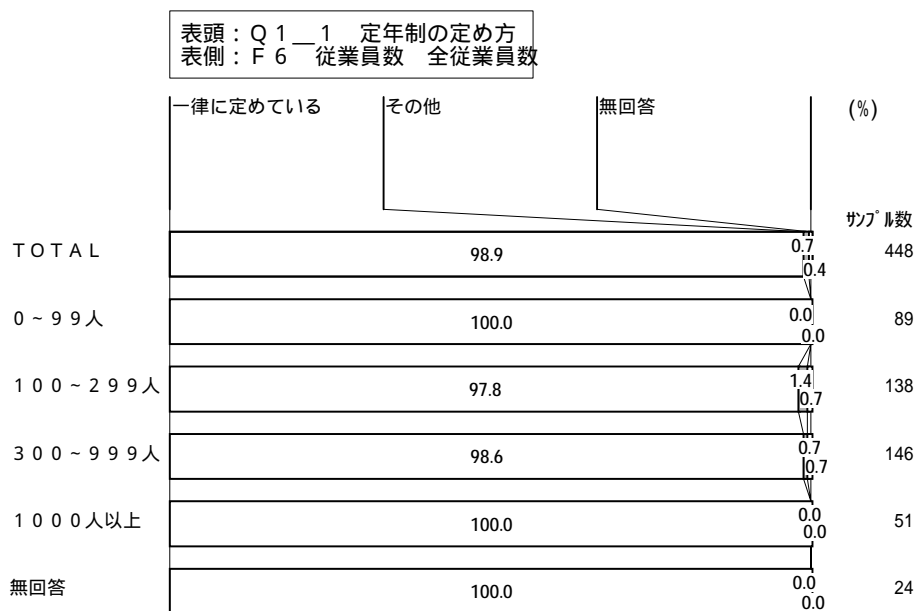 表頭：Ｑ１＿１　定年制の定め方
表側：Ｆ６　従業員数　全従業員数
一律に定めている その他 無回答 (%)
ｻﾝﾌﾟﾙ数
ＴＯＴＡＬ 98.9 0.7 0.4 448
０~９９人 100.0 0.0 0.0 89
１００~２９９人 97.8 1.4 0.7 138
３００~９９９人 98.6 0.7 0.7 146
１０００人以上 100.0 0.0 0.0 51
無回答 100.0 0.0 0.0 24